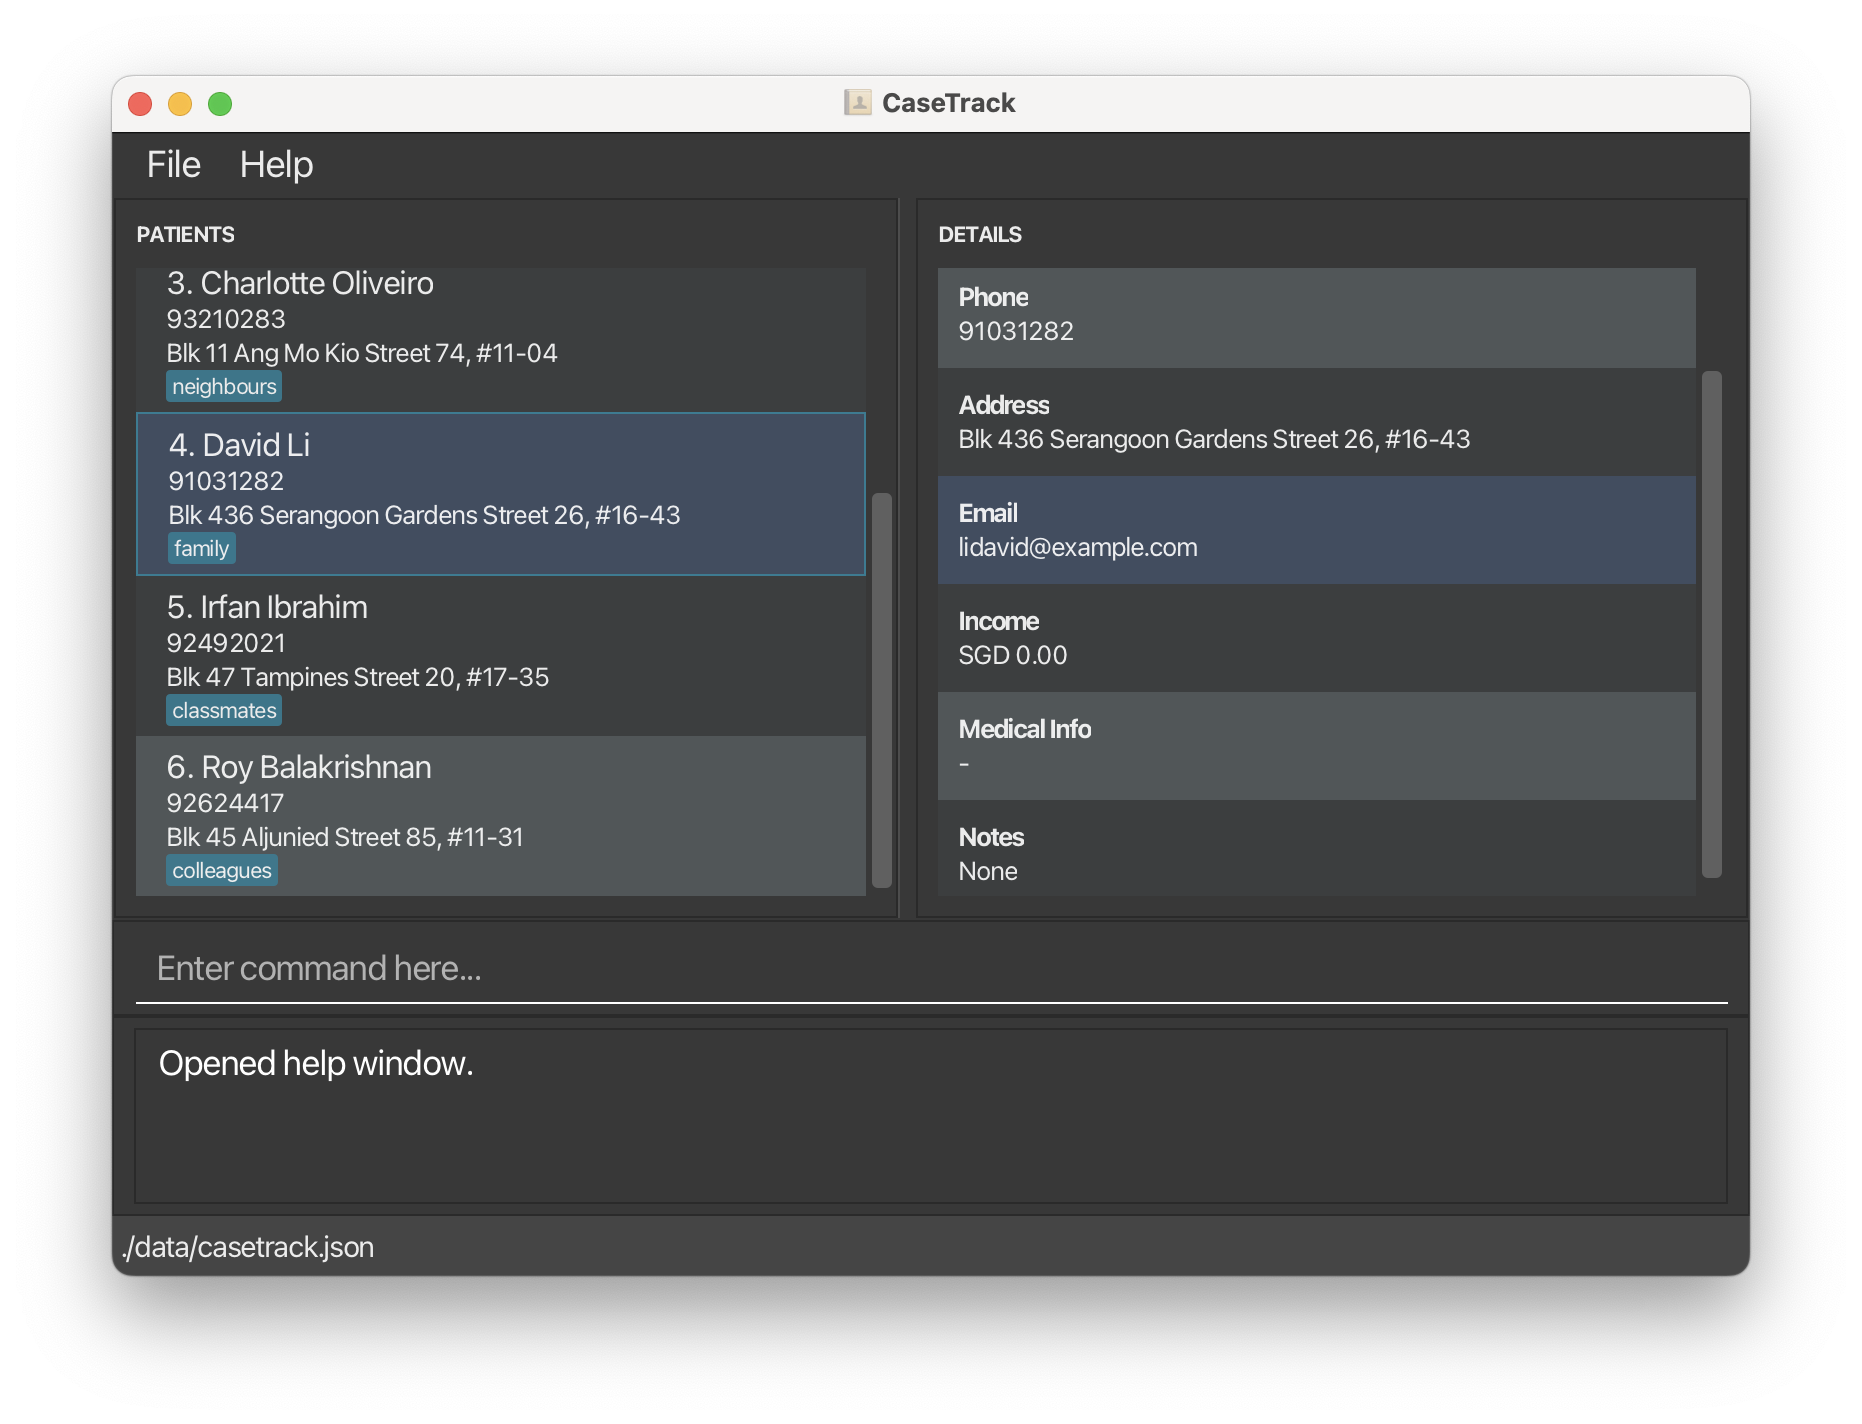 CaseTrack
File Help
PATIENTS
3. Charlotte Oliveiro
93210283
Blk 11 Ang Mo Kio Street 74, #11-04
neighbours
4. David Li
91031282
Blk 436 Serangoon Gardens Street 26, #16-43
family
5. Irfan Ibrahim
92492021
Blk 47 Tampines Street 20, #17-35
classmates
6. Roy Balakrishnan
92624417
Blk 45 Aljunied Street 85, #11-31
colleagues
DETAILS
Phone
91031282
Address
Blk 436 Serangoon Gardens Street 26, #16-43
Email
lidavid@example.com
Income
SGD 0.00
Medical Info
-
Notes
None
Enter command here...
Opened help window.
./data/casetrack.json